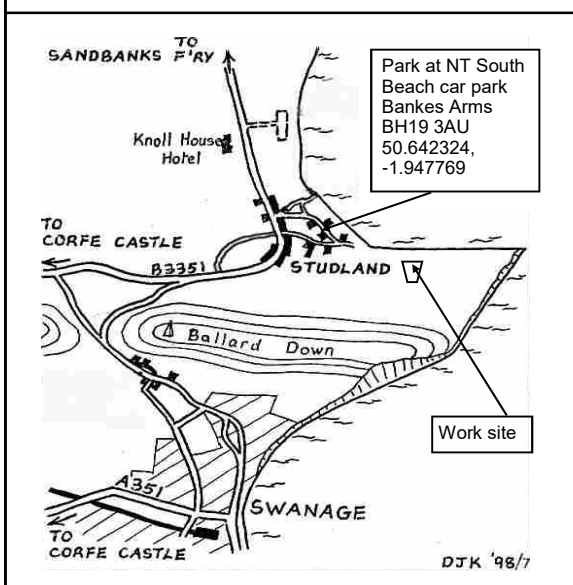 TO
SANDBANKS F'RY
Park at NT South
Beach car park
Bankes Arms
BH19 3AU
50.642324,
-1.947769
Knoll House
Hotel
TO
CORFE CASTLE
B3351
STUDLAND
Ballard Down
Work site
A351
SWANAGE
TO
CORFE CASTLE
DJK '98/7